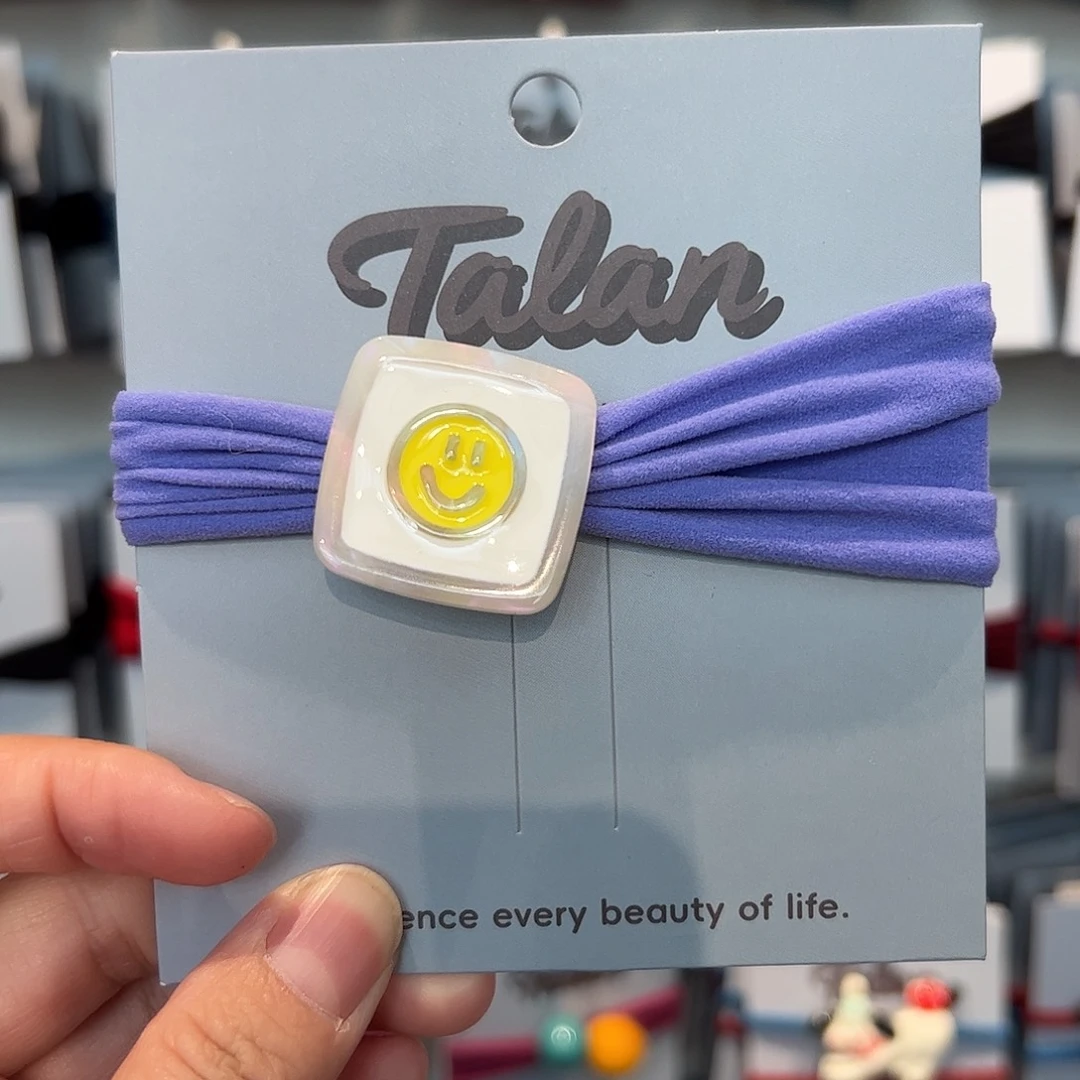 Talan
ence every beauty of life.